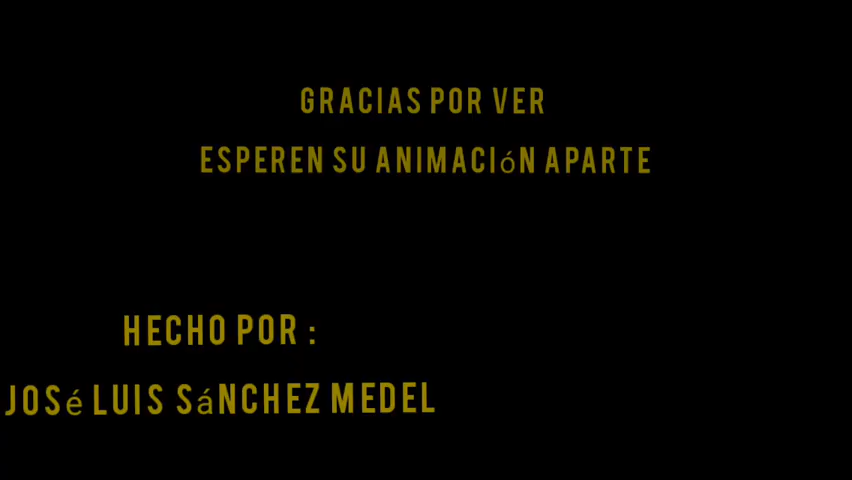 GRACIAS POR VER
ESPEREN SU ANIMACIóN APARTE
HECHO POR :
JOSé LUIS SáNCHEZ MEDEL